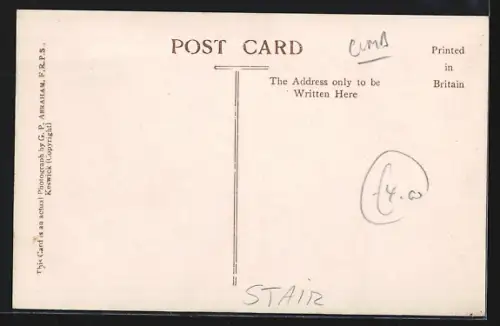 This Card is an actual Photograph by G. P. ABRAHAM, F.R.P.S.,
Keswick (Copyright)
POST CARD
CUMB
Printed
in
Britain
The Address only to be
Written Here
£4.00
STAIR